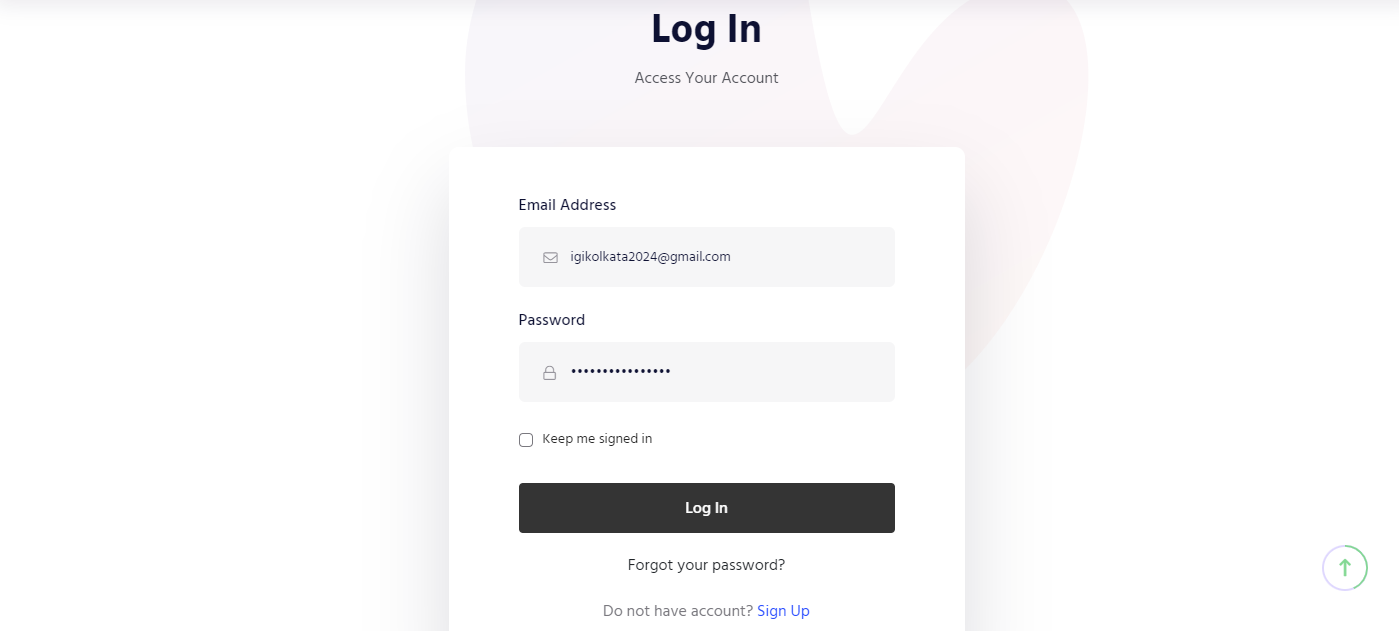 Log In
Access Your Account
Email Address
igikolkata2024@gmail.com
Password
••••••••••••••••
Keep me signed in
Log In
Forgot your password?
Do not have account? Sign Up